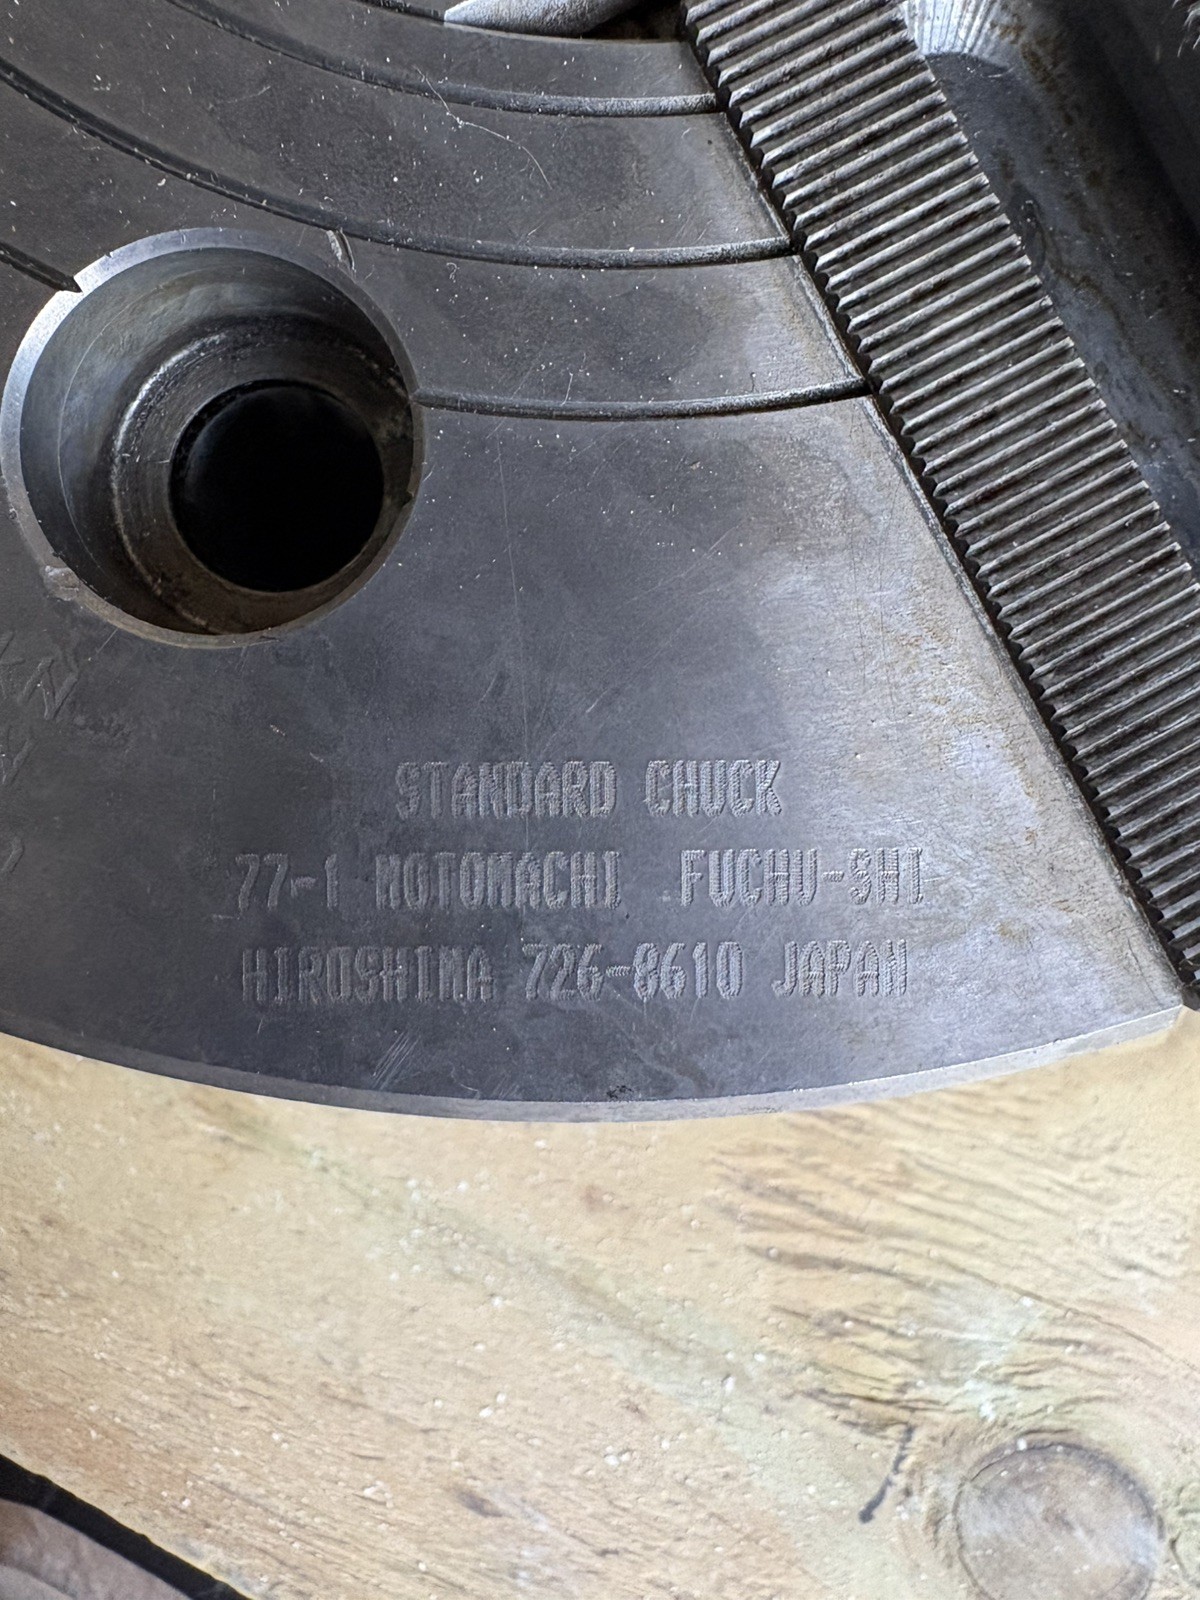 STANDARD CHUCK
77-1 MOTOMACHI FUCHU-SHI
HIROSHIMA 726-8610 JAPAN